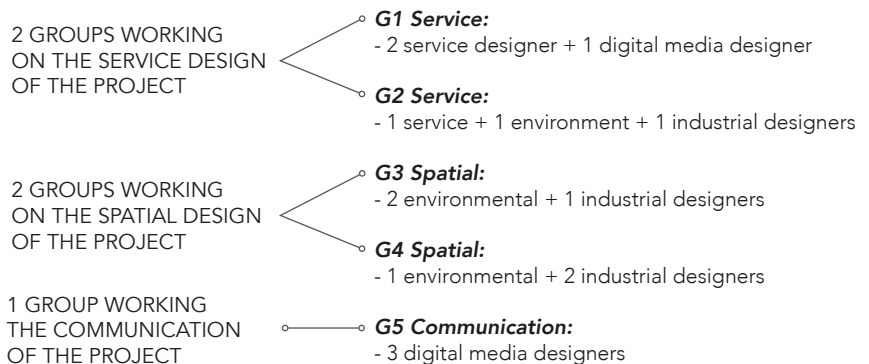 2 GROUPS WORKING
ON THE SERVICE DESIGN
OF THE PROJECT
G1 Service:
- 2 service designer + 1 digital media designer
G2 Service:
- 1 service + 1 environment + 1 industrial designers
2 GROUPS WORKING
ON THE SPATIAL DESIGN
OF THE PROJECT
G3 Spatial:
- 2 environmental + 1 industrial designers
G4 Spatial:
- 1 environmental + 2 industrial designers
1 GROUP WORKING
THE COMMUNICATION
OF THE PROJECT
G5 Communication:
- 3 digital media designers